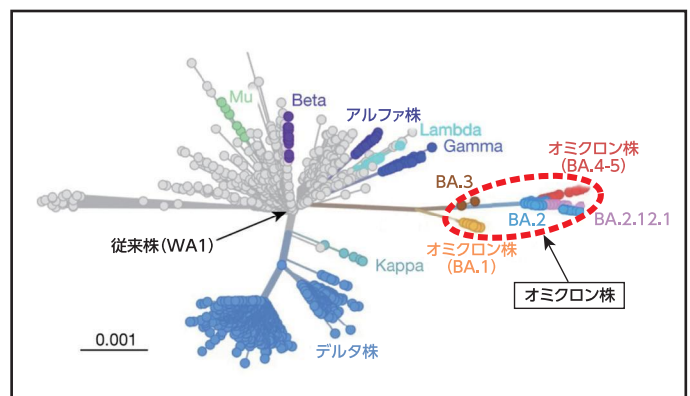 Mu
Beta
アルファ株
Lambda
Gamma
オミクロン株
(BA.4-5)
BA.3
BA.2
BA.2.12.1
従来株(WA1)
オミクロン株
(BA.1)
Kappa
オミクロン株
0.001
デルタ株